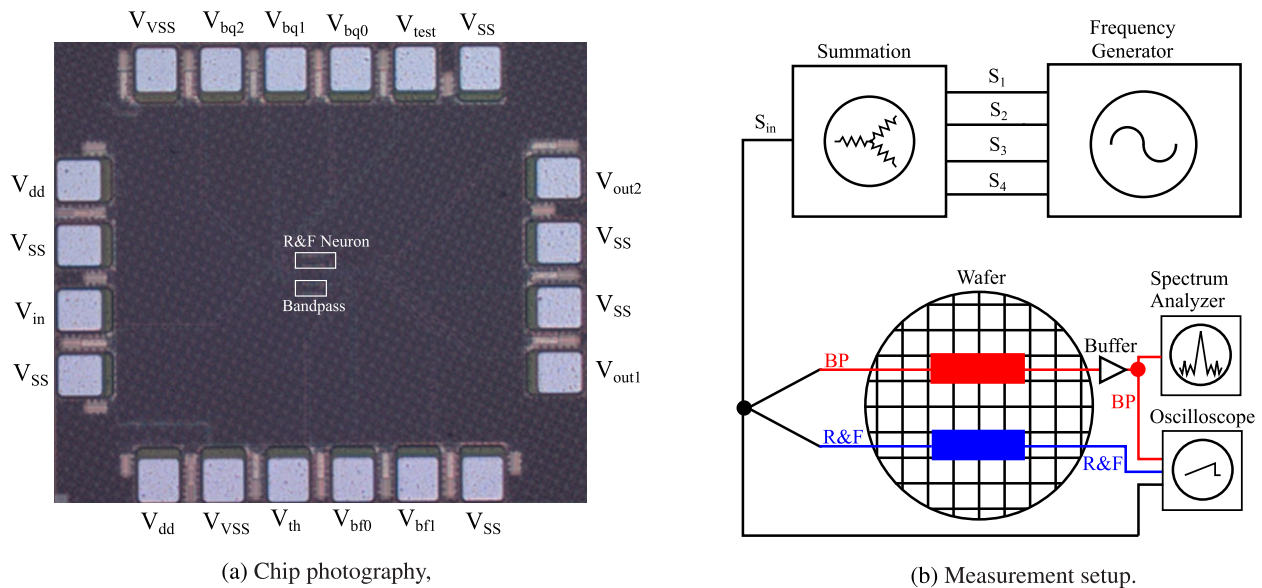 V_VSS V_bq2 V_bq1 V_bq0 V_test V_SS
V_dd
V_SS
V_in
V_SS
R&F Neuron
Bandpass
V_out2
V_SS
V_SS
V_out1
V_dd V_VSS V_th V_bf0 V_bf1 V_SS
(a) Chip photography,
Summation
Frequency
Generator
S_in
S_1
S_2
S_3
S_4
Wafer
Spectrum
Analyzer
BP
Buffer
BP
Oscilloscope
R&F
R&F
(b) Measurement setup.